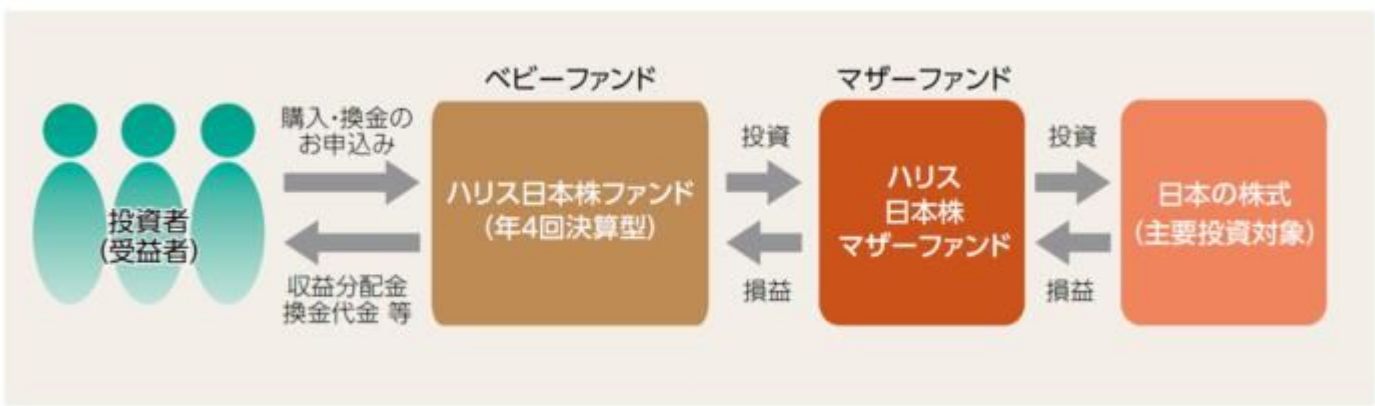 ベビーファンド
マザーファンド
購入・換金の
お申込み
投資者
(受益者)
収益分配金
換金代金 等
ハリス日本株ファンド
(年4回決算型)
投資
損益
ハリス
日本株
マザーファンド
投資
損益
日本の株式
(主要投資対象)